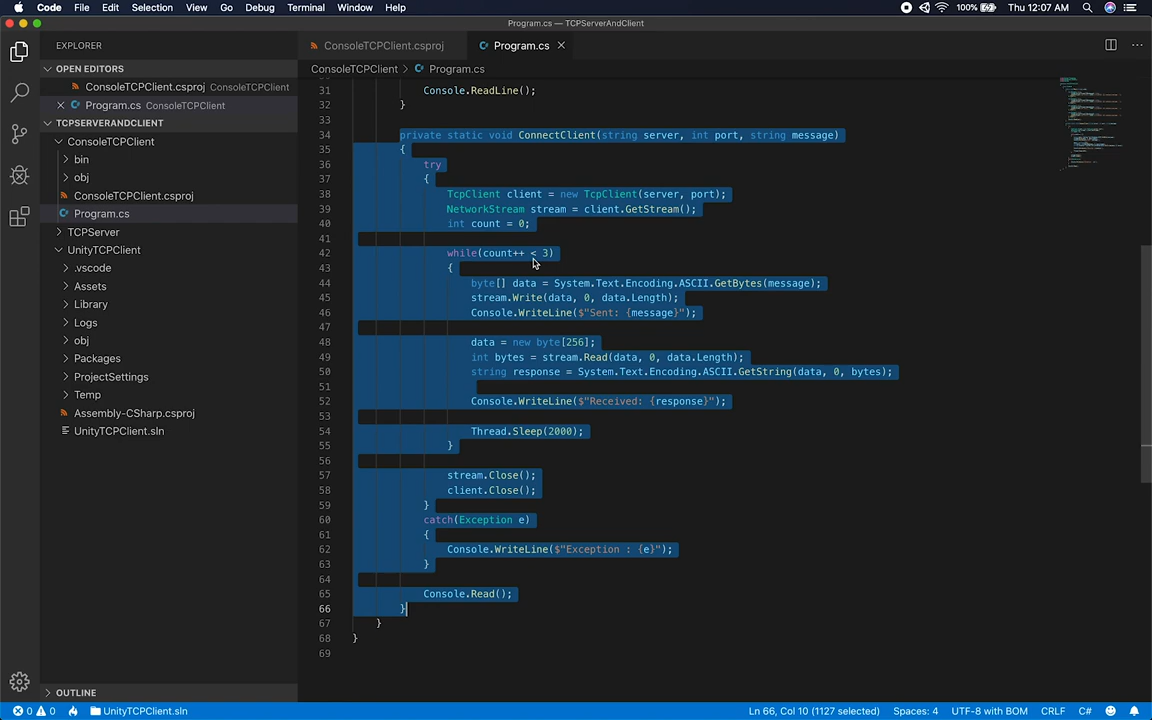 Code File Edit Selection View Go Debug Terminal Window Help 100% Thu 12:07 AM
Program.cs — TCPServerAndClient
EXPLORER
OPEN EDITORS
ConsoleTCPClient.csproj ConsoleTCPClient
Program.cs ConsoleTCPClient
TCPSERVERANDCLIENT
ConsoleTCPClient
bin
obj
ConsoleTCPClient.csproj
Program.cs
TCPServer
UnityTCPClient
.vscode
Assets
Library
Logs
obj
Packages
ProjectSettings
Temp
Assembly-CSharp.csproj
UnityTCPClient.sln
OUTLINE
ConsoleTCPClient.csproj Program.cs
ConsoleTCPClient > Program.cs
31 Console.ReadLine();
32 }
33
34 private static void ConnectClient(string server, int port, string message)
35 {
36 try
37 {
38 TcpClient client = new TcpClient(server, port);
39 NetworkStream stream = client.GetStream();
40 int count = 0;
41
42 while(count++ < 3)
43 {
44 byte[] data = System.Text.Encoding.ASCII.GetBytes(message);
45 stream.Write(data, 0, data.Length);
46 Console.WriteLine($"Sent: {message}");
47
48 data = new byte[256];
49 int bytes = stream.Read(data, 0, data.Length);
50 string response = System.Text.Encoding.ASCII.GetString(data, 0, bytes);
51
52 Console.WriteLine($"Received: {response}");
53
54 Thread.Sleep(2000);
55 }
56
57 stream.Close();
58 client.Close();
59 }
60 catch(Exception e)
61 {
62 Console.WriteLine($"Exception : {e}");
63 }
64
65 Console.Read();
66 }
67 }
68 }
69
0 0 UnityTCPClient.sln Ln 66, Col 10 (1127 selected) Spaces: 4 UTF-8 with BOM CRLF C#